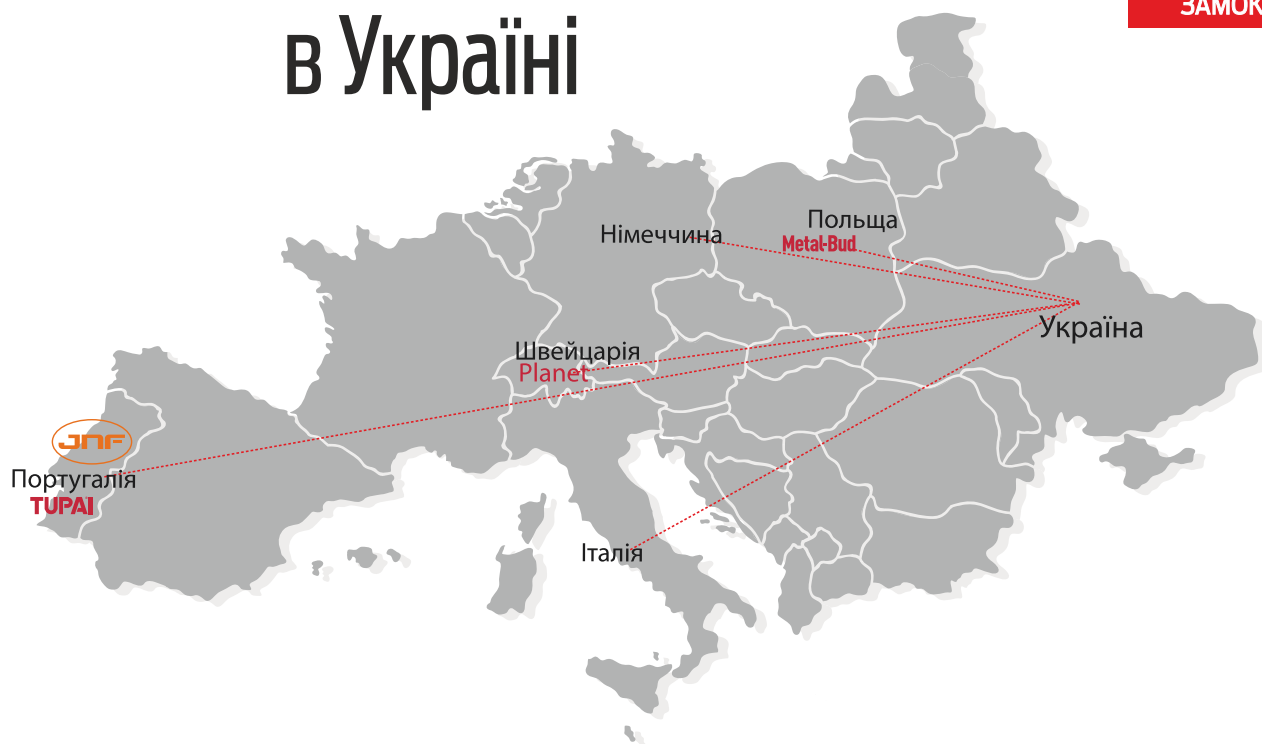 ЗАМОК
в Україні
Польща
Metal-Bud
Німеччина
Україна
Швейцарія
Planet
JNF
Португалія
TUPAI
Італія